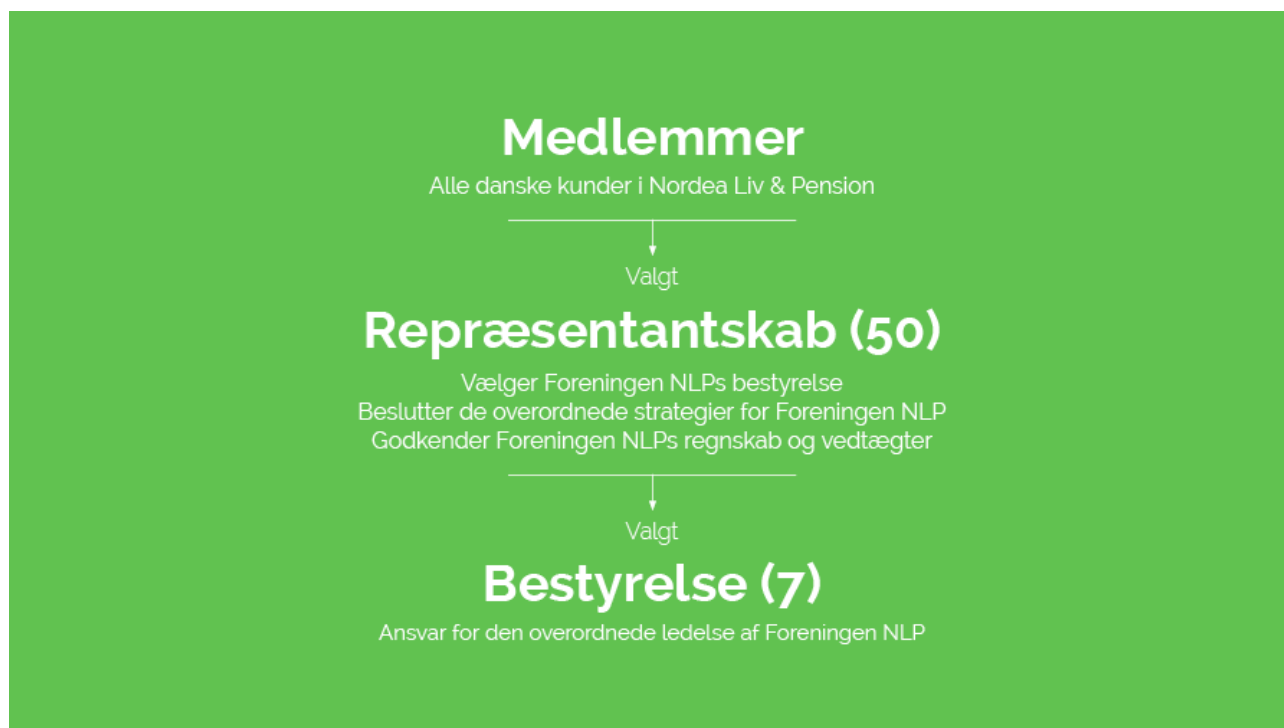 Medlemmer
Alle danske kunder i Nordea Liv & Pension
Valgt
Repræsentantskab (50)
Vælger Foreningen NLPs bestyrelse
Beslutter de overordnede strategier for Foreningen NLP
Godkender Foreningen NLPs regnskab og vedtægter
Valgt
Bestyrelse (7)
Ansvar for den overordnede ledelse af Foreningen NLP